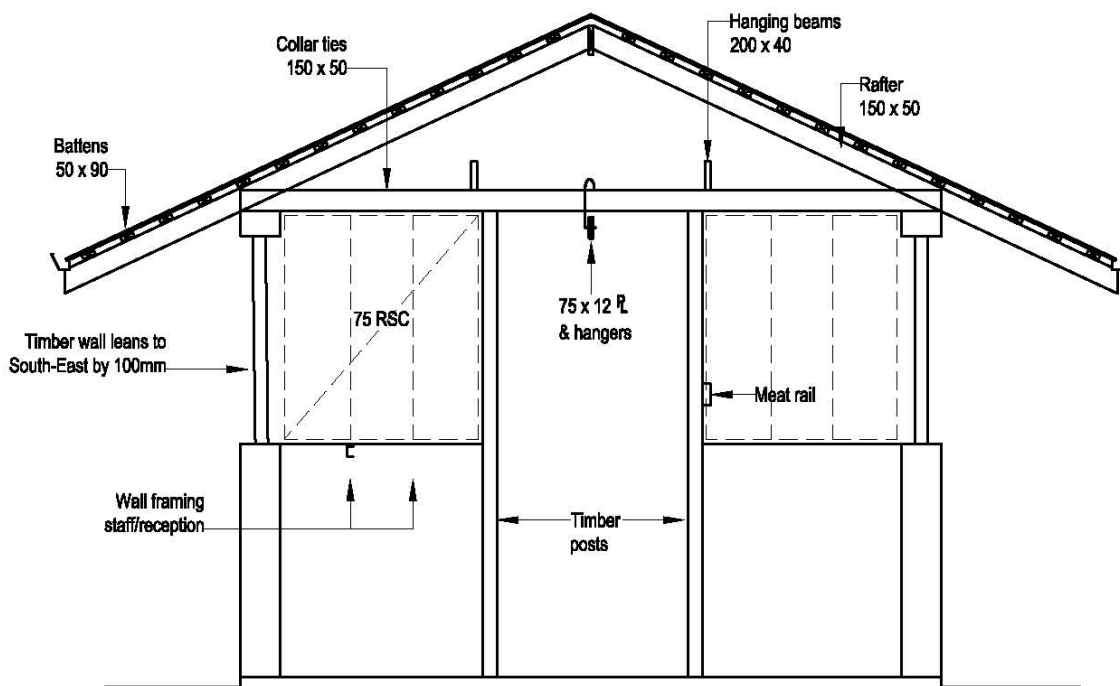 Hanging beams
200 x 40
Collar ties
150 x 50
Rafter
150 x 50
Battens
50 x 90
75 RSC
75 x 12 ℄
& hangers
Timber wall leans to
South-East by 100mm
Meat rail
Wall framing
staff/reception
Timber
posts